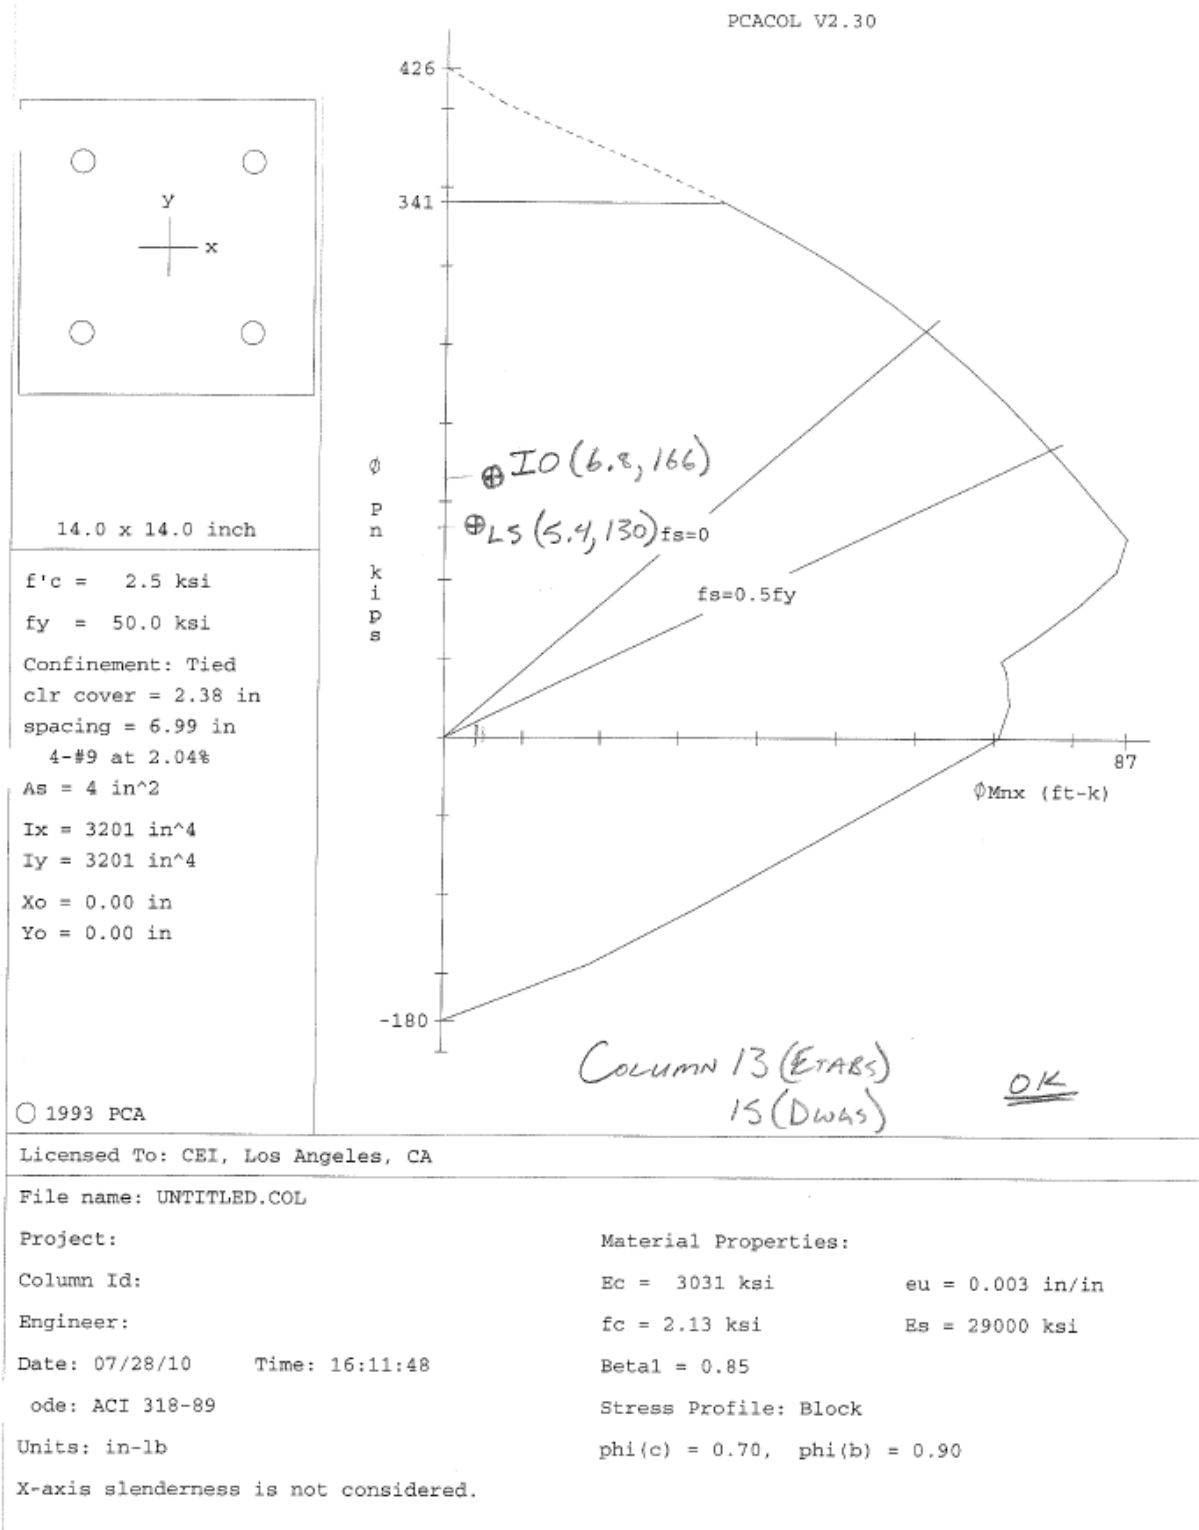 PCACOL V2.30
426
341
y
x
14.0 x 14.0 inch
f'c = 2.5 ksi
fy = 50.0 ksi
Confinement: Tied
clr cover = 2.38 in
spacing = 6.99 in
4-#9 at 2.04%
As = 4 in^2
Ix = 3201 in^4
Iy = 3201 in^4
Xo = 0.00 in
Yo = 0.00 in
○ 1993 PCA
ϕ
P
n
k
i
p
s
IO (6.8, 166)
LS (5.4, 130)
fs=0
fs=0.5fy
87
ϕMnx (ft-k)
-180
COLUMN 13 (ETABS)
15 (DWGS)
OK
Licensed To: CEI, Los Angeles, CA
File name: UNTITLED.COL
Project:
Column Id:
Engineer:
Date: 07/28/10 Time: 16:11:48
ode: ACI 318-89
Units: in-lb
X-axis slenderness is not considered.
Material Properties:
Ec = 3031 ksi eu = 0.003 in/in
fc = 2.13 ksi Es = 29000 ksi
Beta1 = 0.85
Stress Profile: Block
phi(c) = 0.70, phi(b) = 0.90